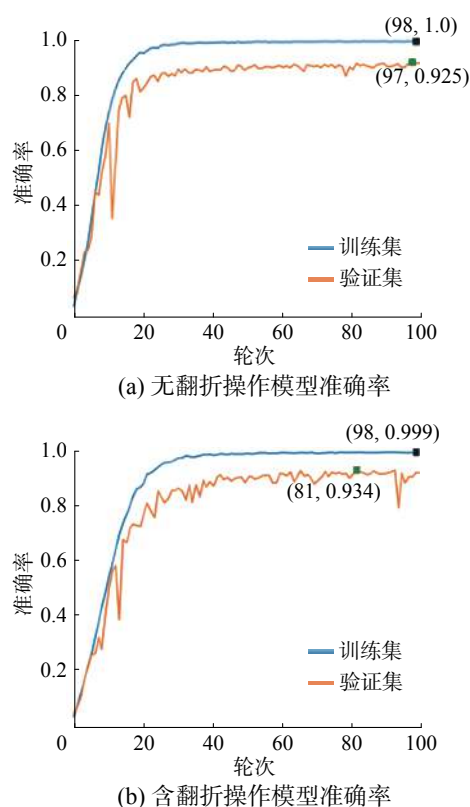 (98, 1.0)
1.0
(97, 0.925)
0.8
准确率
0.6
0.4
训练集
0.2
验证集
0 20 40 60 80 100
轮次
(a) 无翻折操作模型准确率
(98, 0.999)
1.0
(81, 0.934)
0.8
准确率
0.6
0.4
训练集
0.2
验证集
0 20 40 60 80 100
轮次
(b) 含翻折操作模型准确率